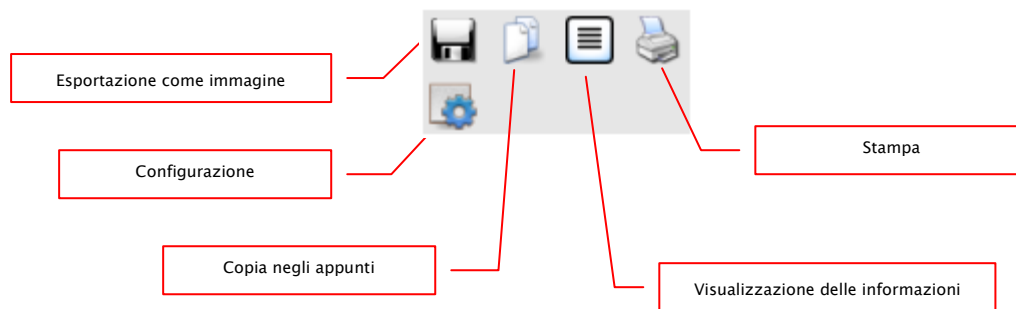 Esportazione come immagine
Stampa
Configurazione
Copia negli appunti
Visualizzazione delle informazioni